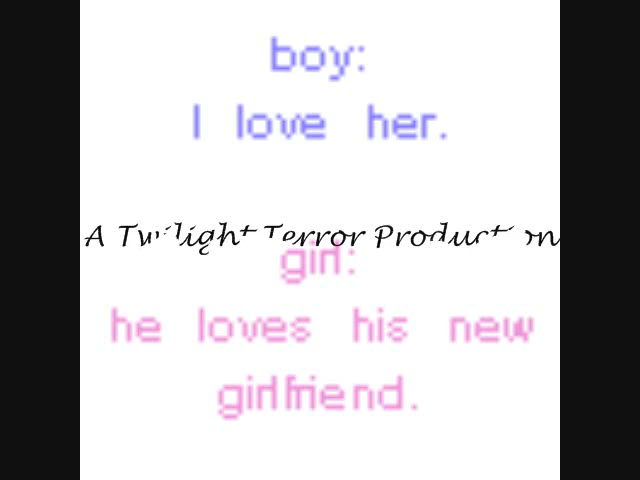 boy:
I love her.
A Twilight Terror Production
girl:
he loves his new
girlfriend.